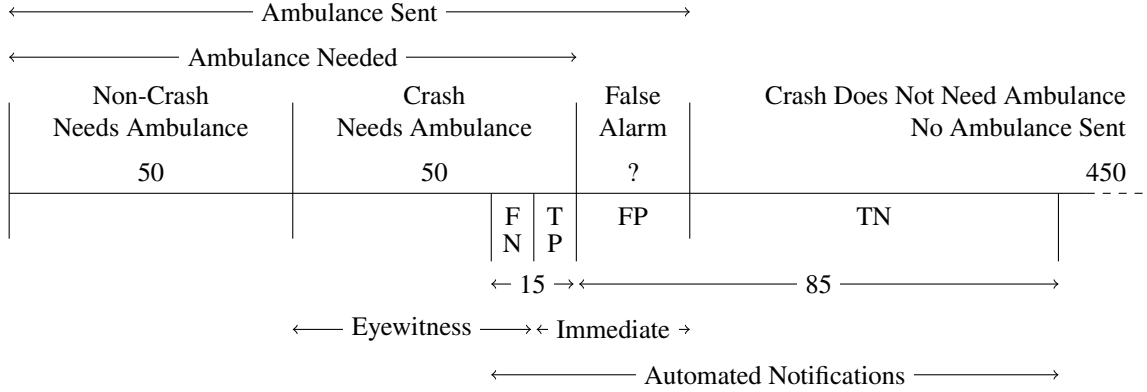 Ambulance Sent
Ambulance Needed
Non-Crash
Needs Ambulance
Crash
Needs Ambulance
False
Alarm
Crash Does Not Need Ambulance
No Ambulance Sent
50
50
?
450
F
N
T
P
FP
TN
15
85
Eyewitness
Immediate
Automated Notifications